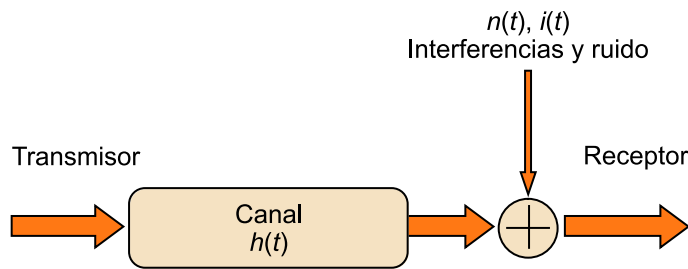 n(t), i(t)
Interferencias y ruido
Transmisor
Receptor
Canal
h(t)